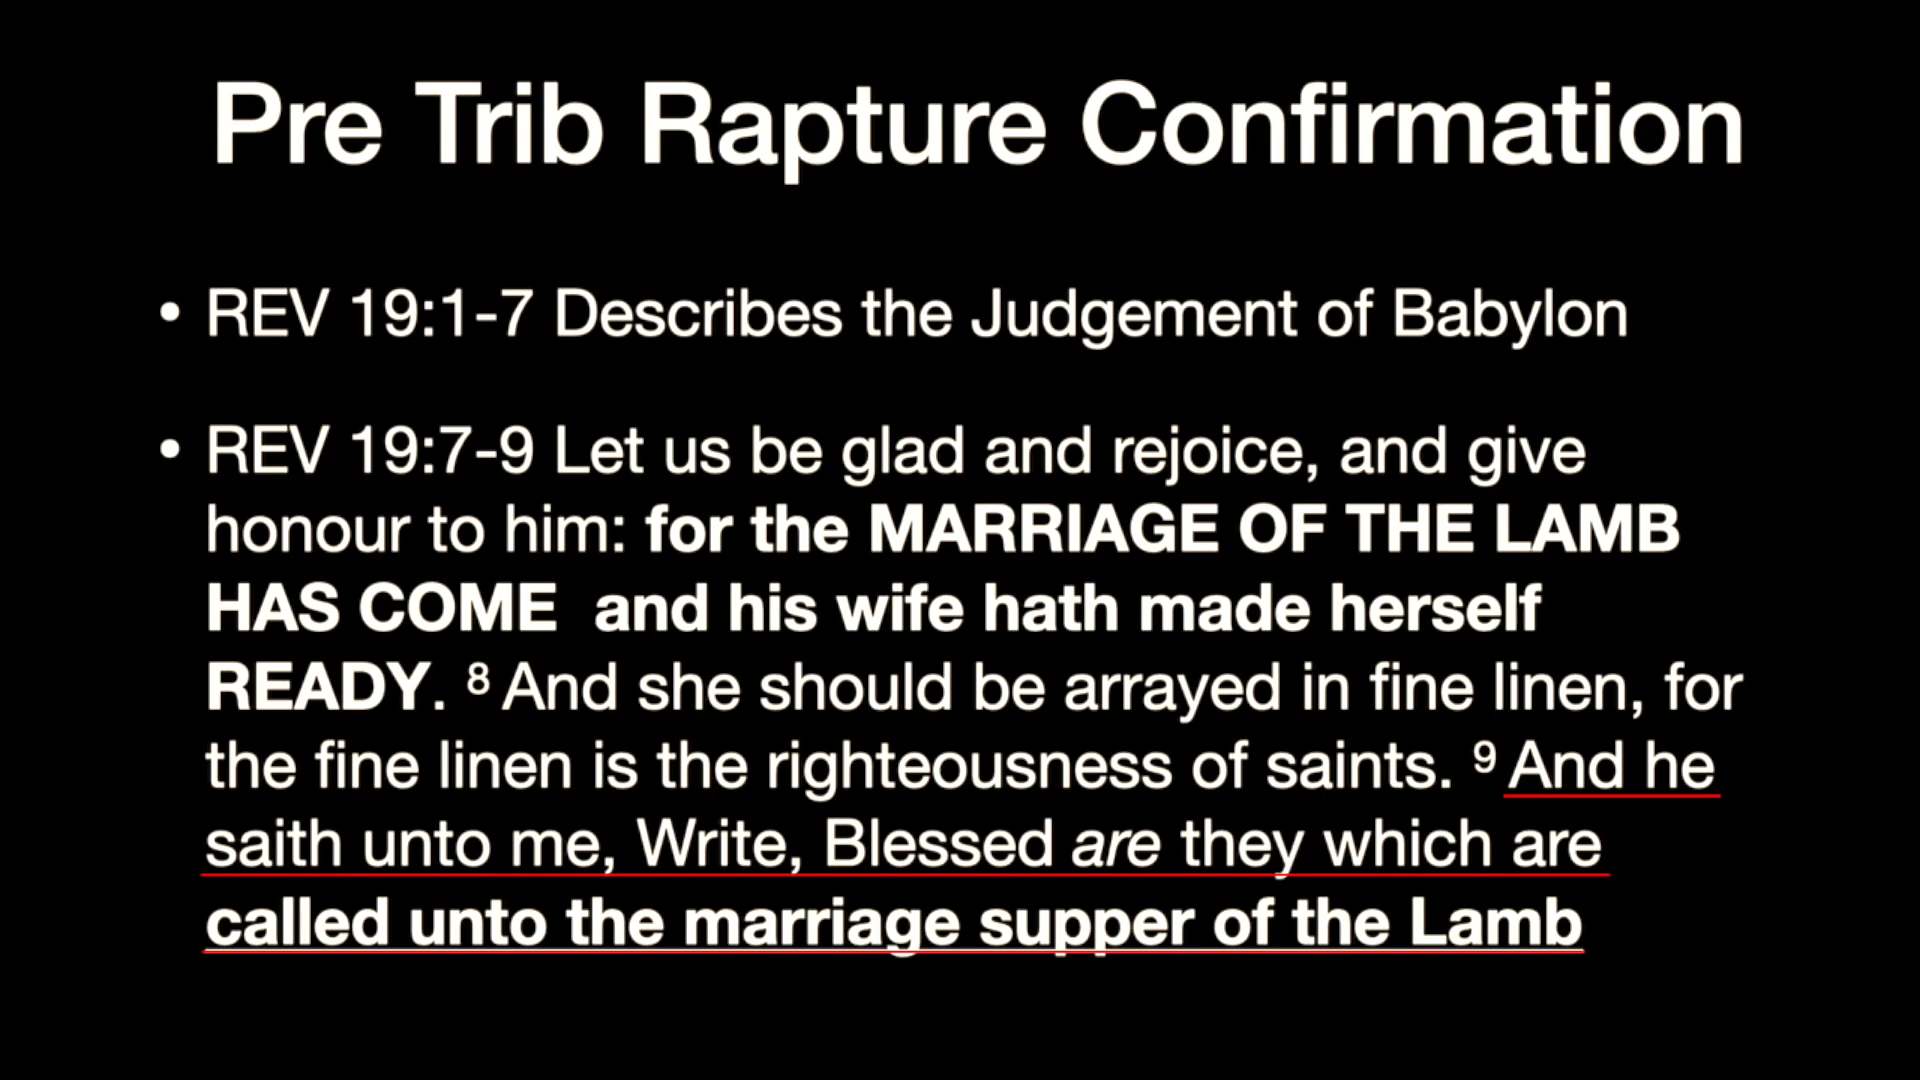 Pre Trib Rapture Confirmation
• REV 19:1-7 Describes the Judgement of Babylon
• REV 19:7-9 Let us be glad and rejoice, and give
honour to him: for the MARRIAGE OF THE LAMB
HAS COME and his wife hath made herself
READY. 8 And she should be arrayed in fine linen, for
the fine linen is the righteousness of saints. 9 And he
saith unto me, Write, Blessed are they which are
called unto the marriage supper of the Lamb